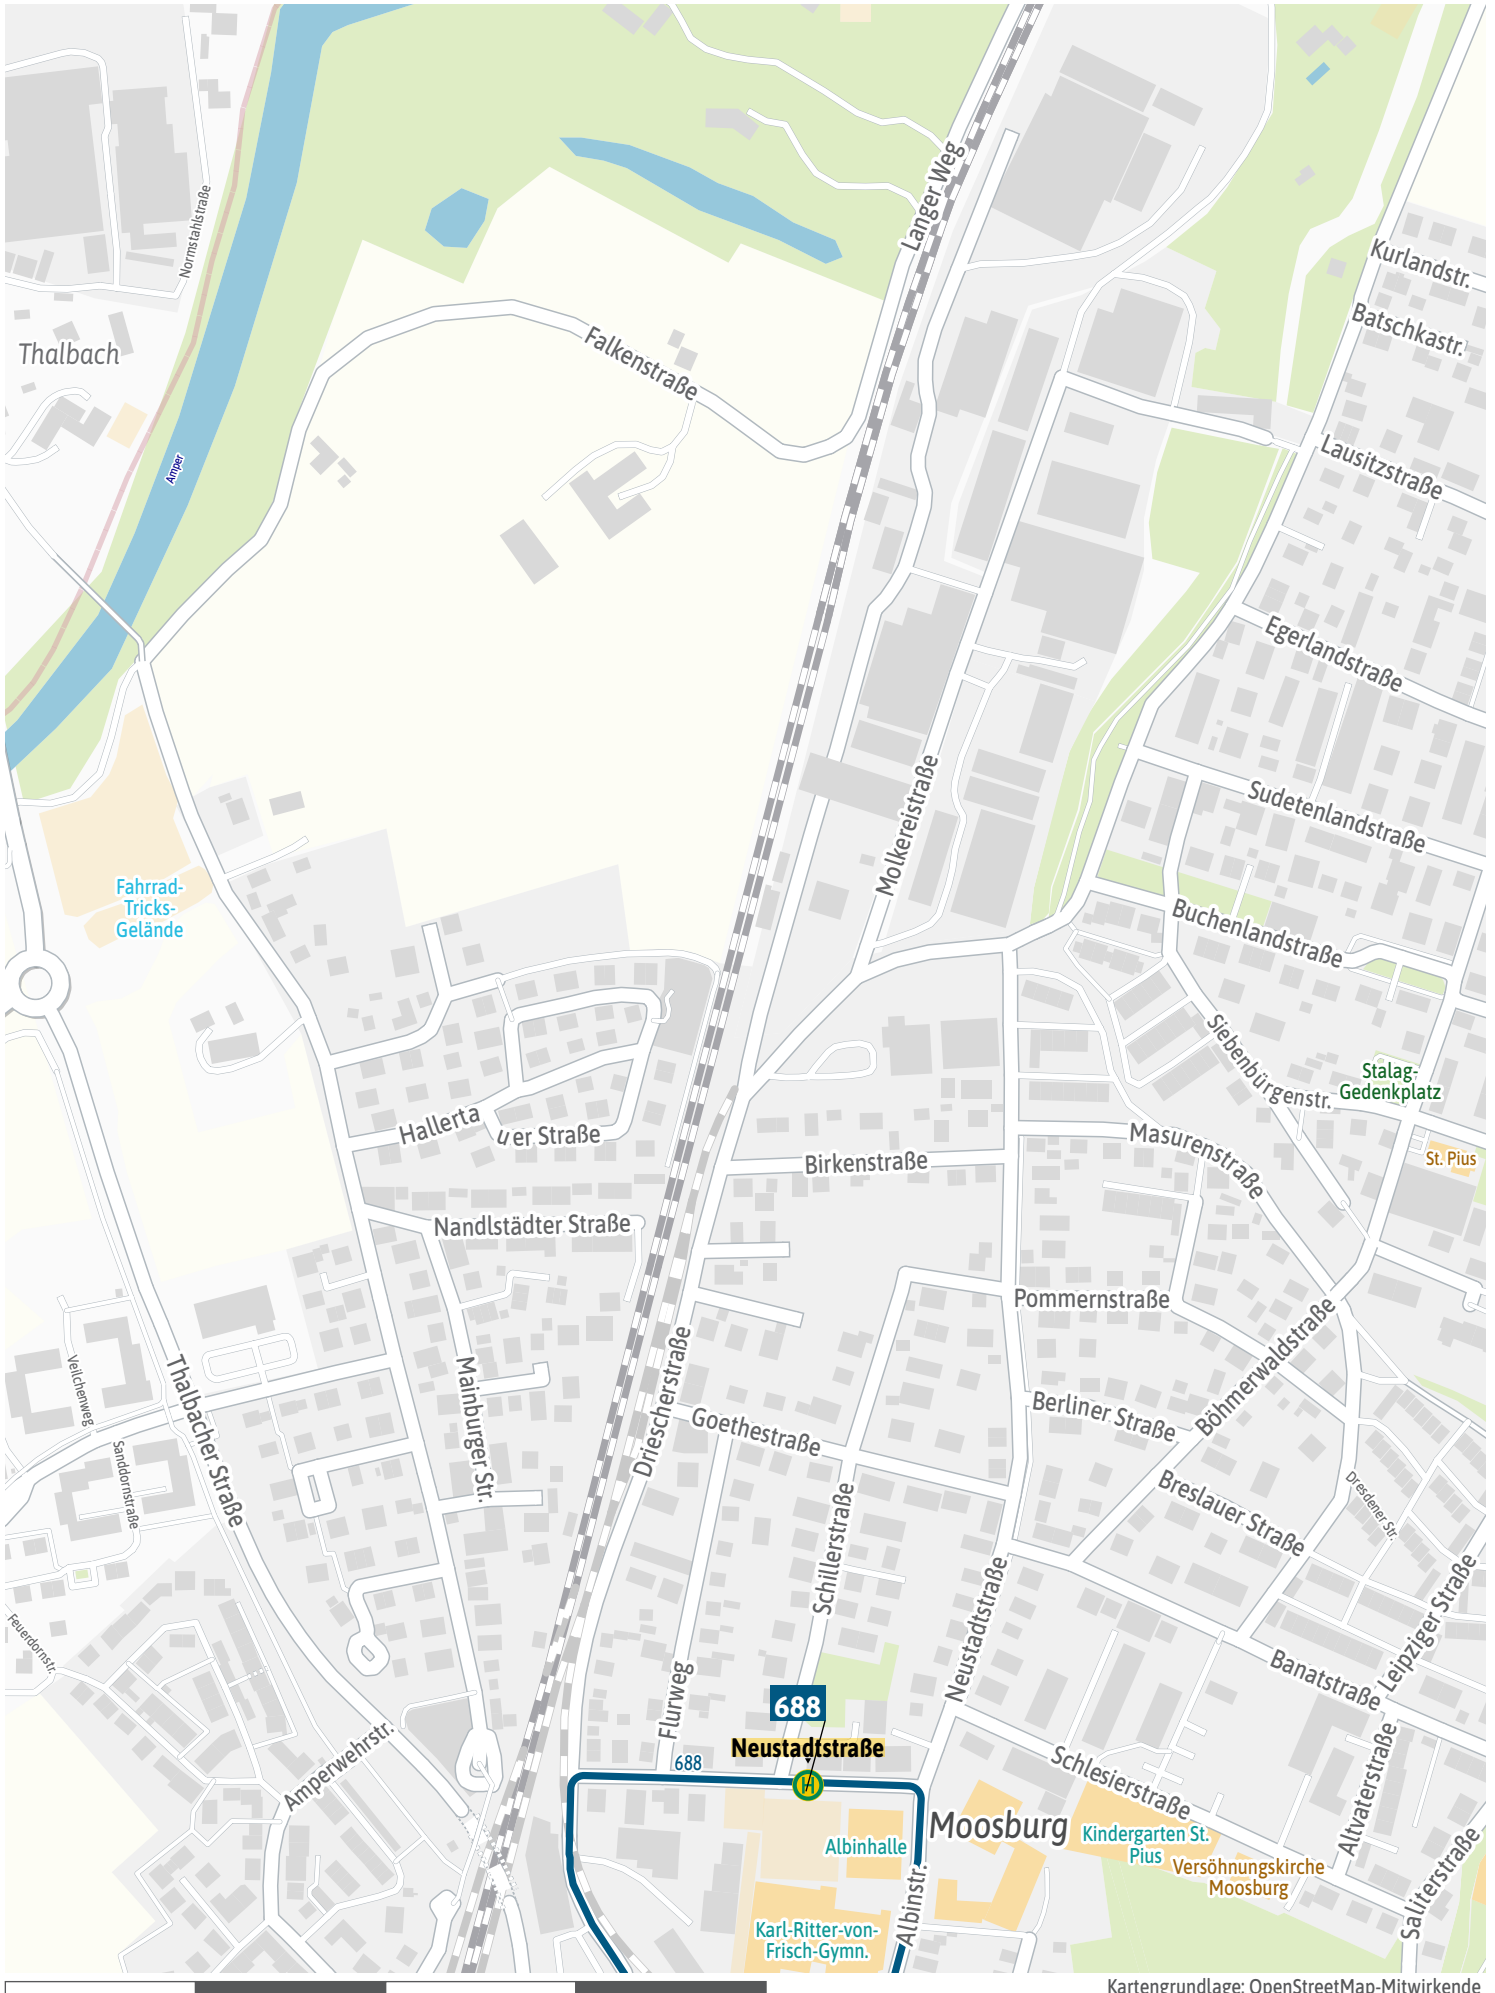 Langer Weg
Normstahlstraße
Kurlandstr.
Batschkastr.
Thalbach
Falkenstraße
Lausitzstraße
Amper
Egerlandstraße
Sudetenlandstraße
Molkereistraße
Fahrrad-
Tricks-
Gelände
Buchenlandstraße
Siebenbürgenstr.
Stalag-
Gedenkplatz
Hallerta
uer Straße
Masurenstraße
St. Pius
Birkenstraße
Nandlstädter Straße
Pommernstraße
Böhmerwaldstraße
Veilchenweg
Thalbacher Straße
Mainburger Str.
Driescherstraße
Goethestraße
Berliner Straße
Sanddornstraße
Breslauer Straße
Dresdener Str.
Schillerstraße
Neustadtstraße
Leipziger Straße
Feuerdornstr.
Flurweg
Banatstraße
688
Neustadtstraße
688
H
Amperwehrstr.
Schlesierstraße
Altvaterstraße
Moosburg
Albinhalle
Kindergarten St.
Pius
Versöhnungskirche
Moosburg
Saliterstraße
Albinstr.
Karl-Ritter-von-
Frisch-Gymn.
Kartengrundlage: OpenStreetMap-Mitwirkende